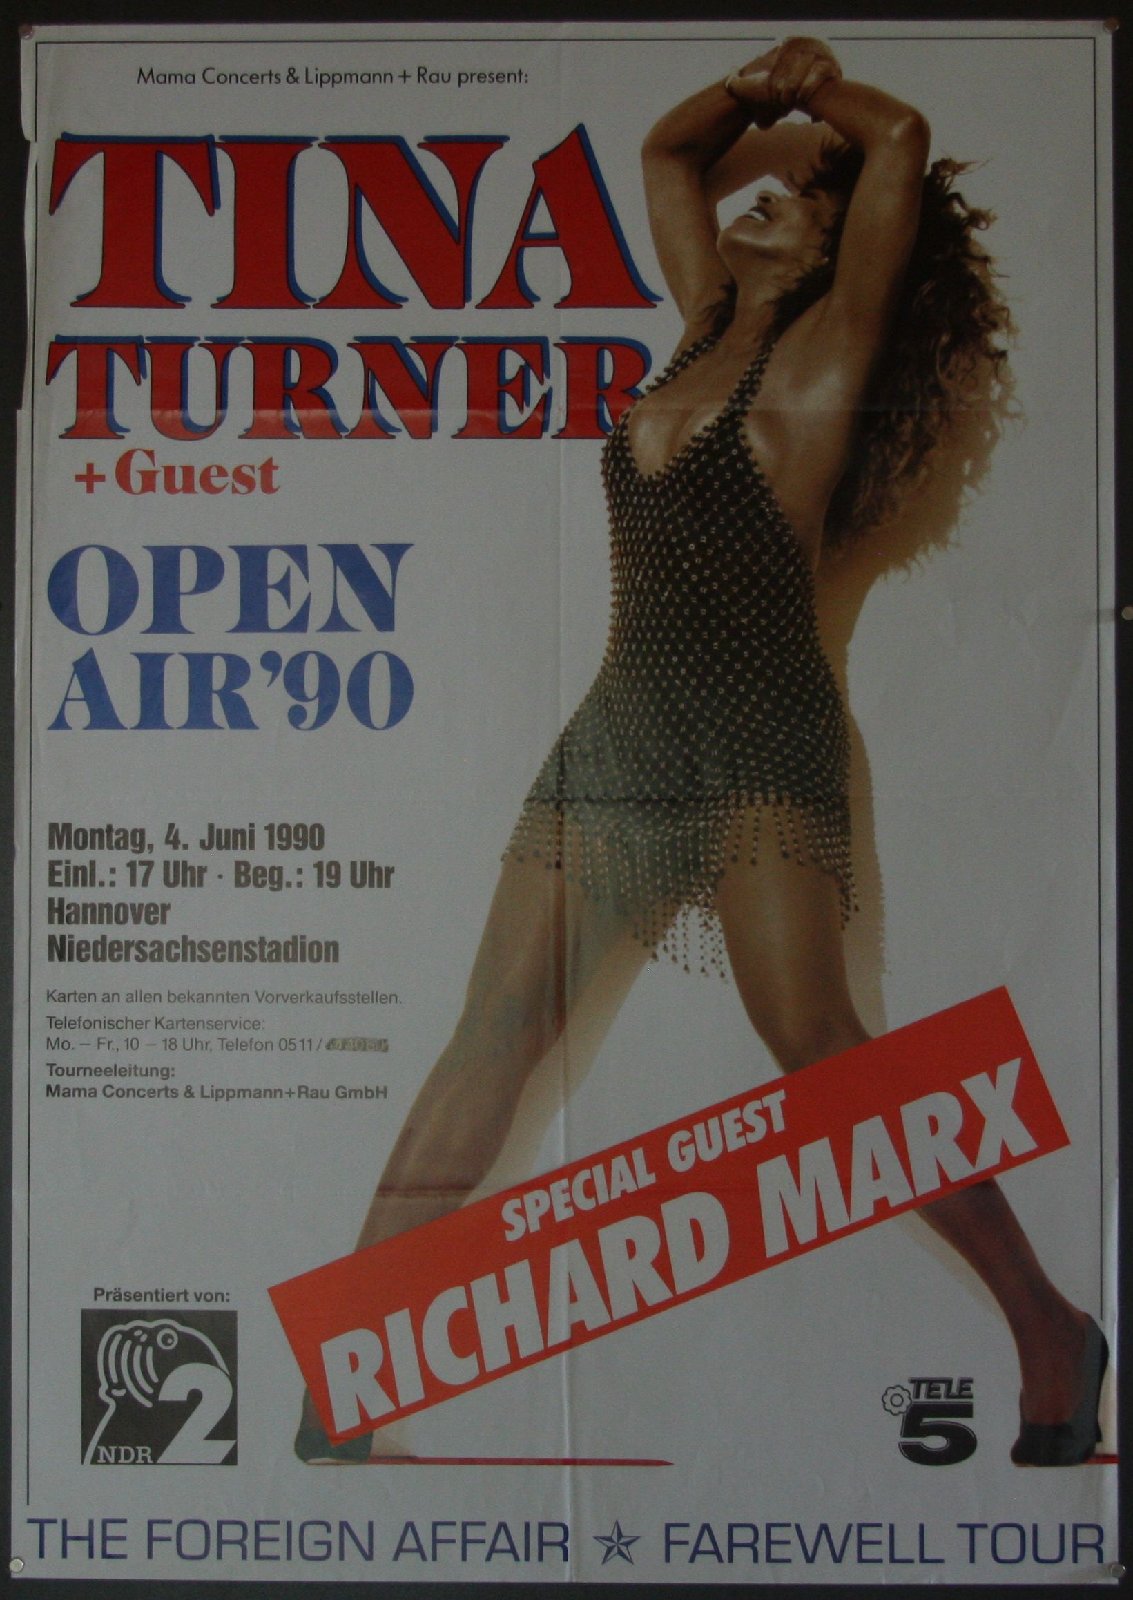 Mama Concerts & Lippmann + Rau present:
TINA
TURNER
+ Guest
OPEN
AIR '90
Montag, 4. Juni 1990
Einl.: 17 Uhr · Beg.: 19 Uhr
Hannover
Niedersachsenstadion
Karten an allen bekannten Vorverkaufsstellen.
Telefonischer Kartenservice:
Mo. – Fr., 10 – 18 Uhr, Telefon 0511/
Tourneeleitung:
Mama Concerts & Lippmann+Rau GmbH
SPECIAL GUEST
RICHARD MARX
Präsentiert von:
NDR 2
TELE
5
THE FOREIGN AFFAIR ☆ FAREWELL TOUR